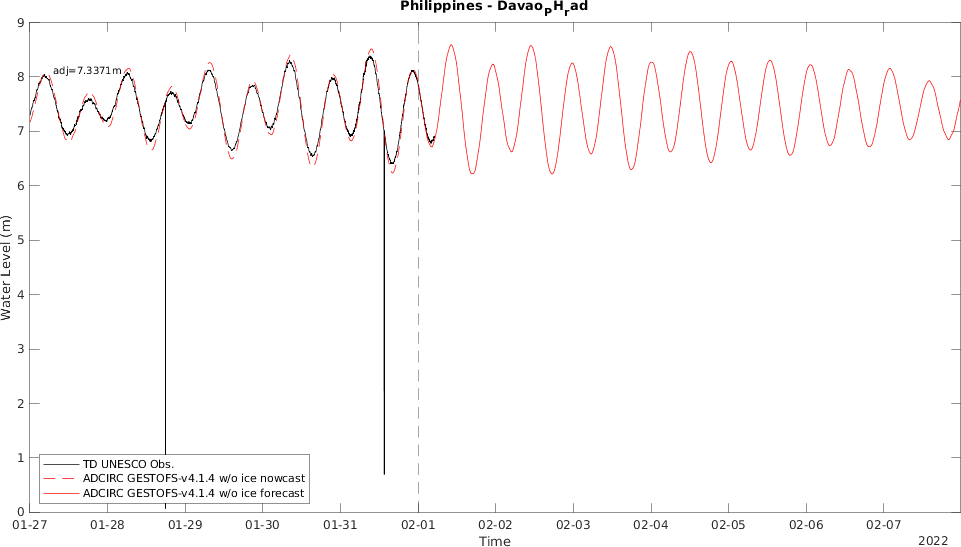 Philippines - Davao_PH_rad
9
8
7
6
5
4
3
2
1
0
adj=7.3371m
Water Level (m)
TD UNESCO Obs.
ADCIRC GESTOFS-v4.1.4 w/o ice nowcast
ADCIRC GESTOFS-v4.1.4 w/o ice forecast
01-27 01-28 01-29 01-30 01-31 02-01 02-02 02-03 02-04 02-05 02-06 02-07
Time
2022